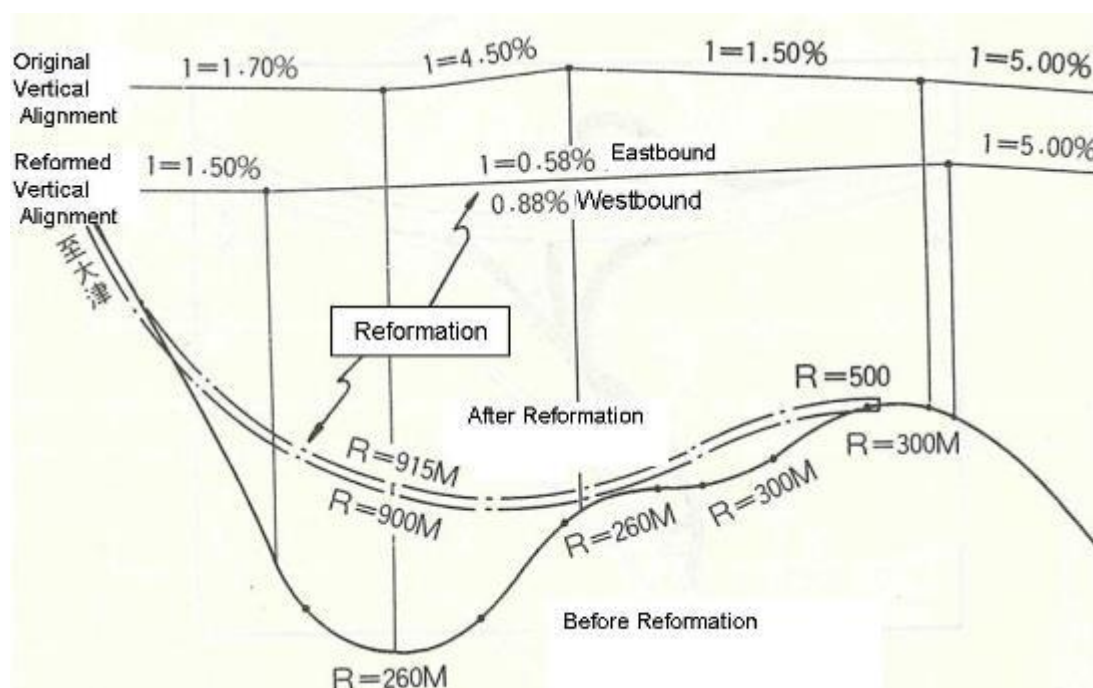 Original
Vertical
Alignment
1=1.70%
1=4.50%
1=1.50%
1=5.00%
Reformed
Vertical
Alignment
1=1.50%
1=0.58% Eastbound
0.88% Westbound
1=5.00%
至大津
Reformation
After Reformation
R=500
R=915M
R=900M
R=260M
R=300M
R=300M
Before Reformation
R=260M